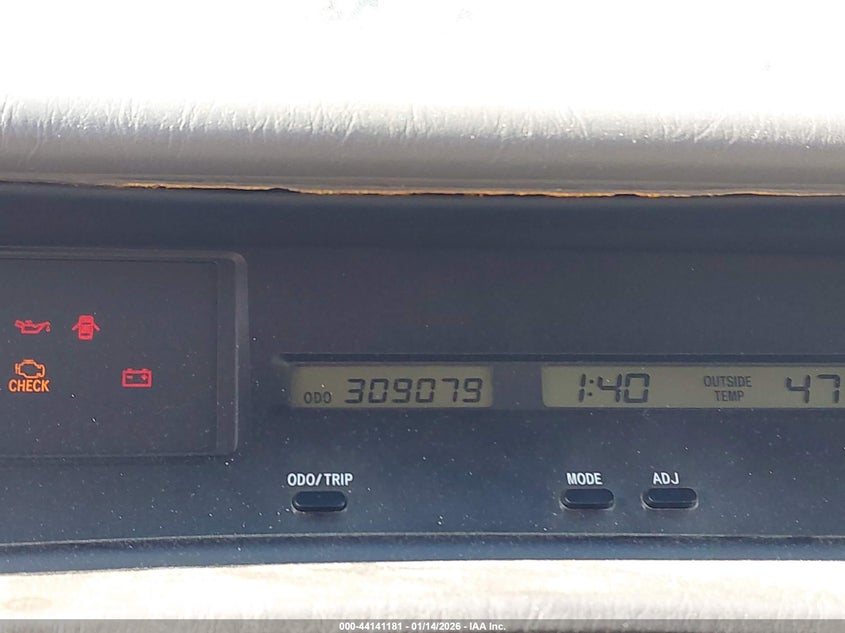 CHECK
ODO 309079
1:40 OUTSIDE TEMP 47
ODO/TRIP
MODE ADJ
000-44141181 - 01/14/2026 - IAA Inc.